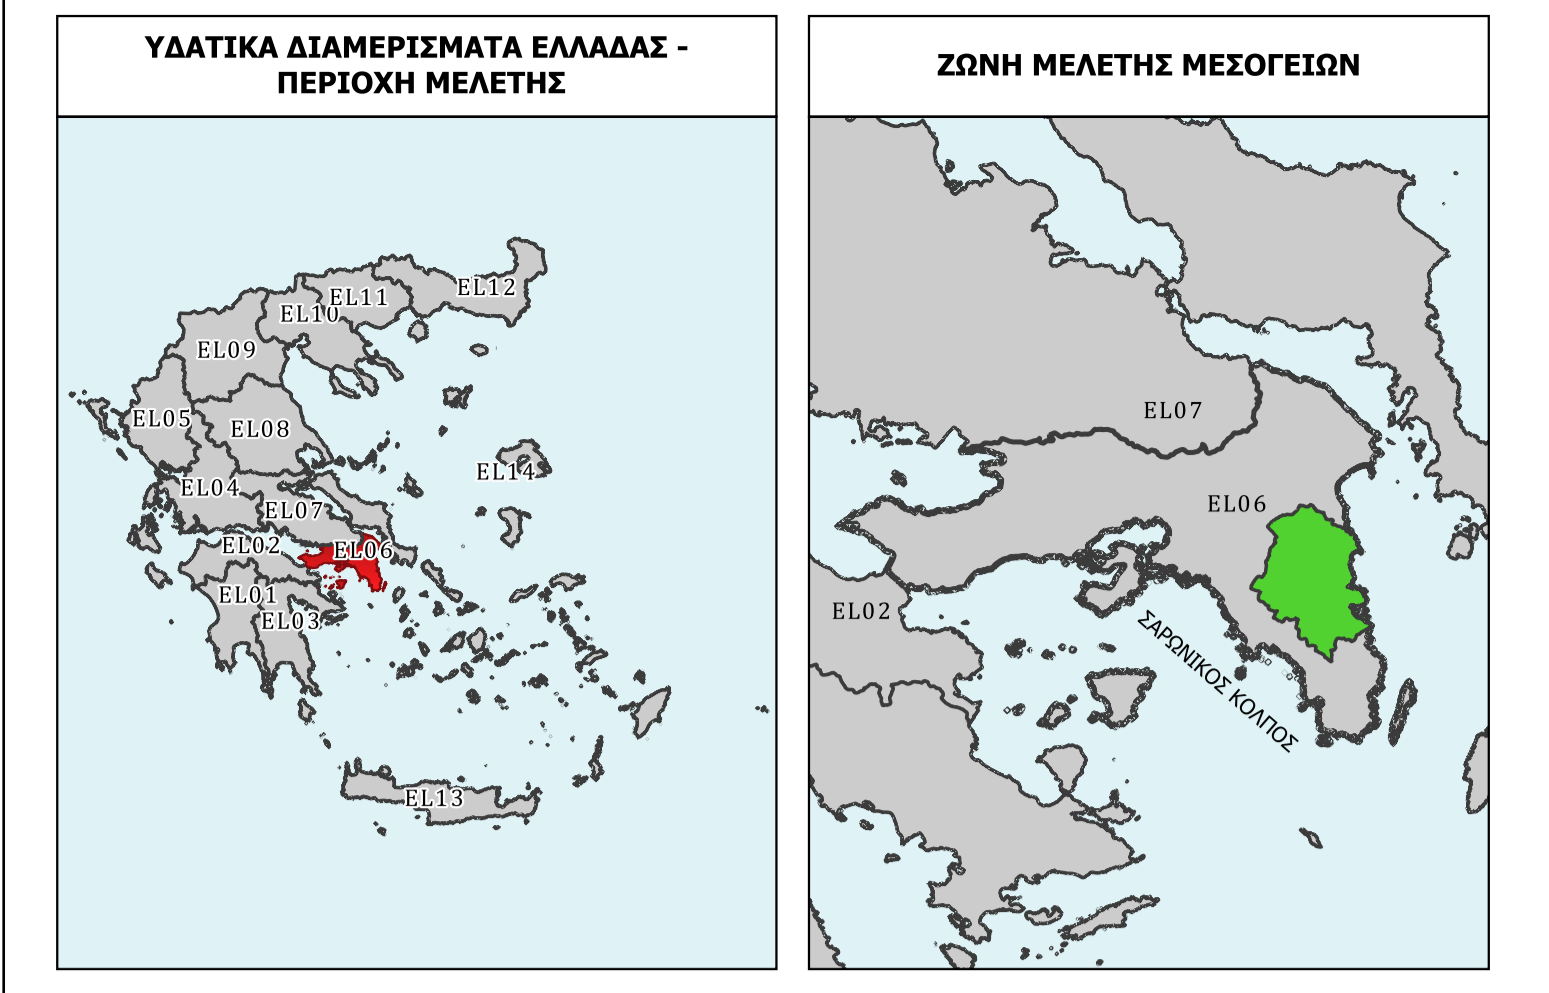 ΥΔΑΤΙΚΑ ΔΙΑΜΕΡΙΣΜΑΤΑ ΕΛΛΑΔΑΣ -
ΠΕΡΙΟΧΗ ΜΕΛΕΤΗΣ
EL12
EL11
EL10
EL09
EL05
EL08
EL14
EL04
EL07
EL02
EL06
EL01
EL03
EL13
ΖΩΝΗ ΜΕΛΕΤΗΣ ΜΕΣΟΓΕΙΩΝ
EL07
EL06
EL02
ΣΑΡΩΝΙΚΟΣ ΚΟΛΠΟΣ